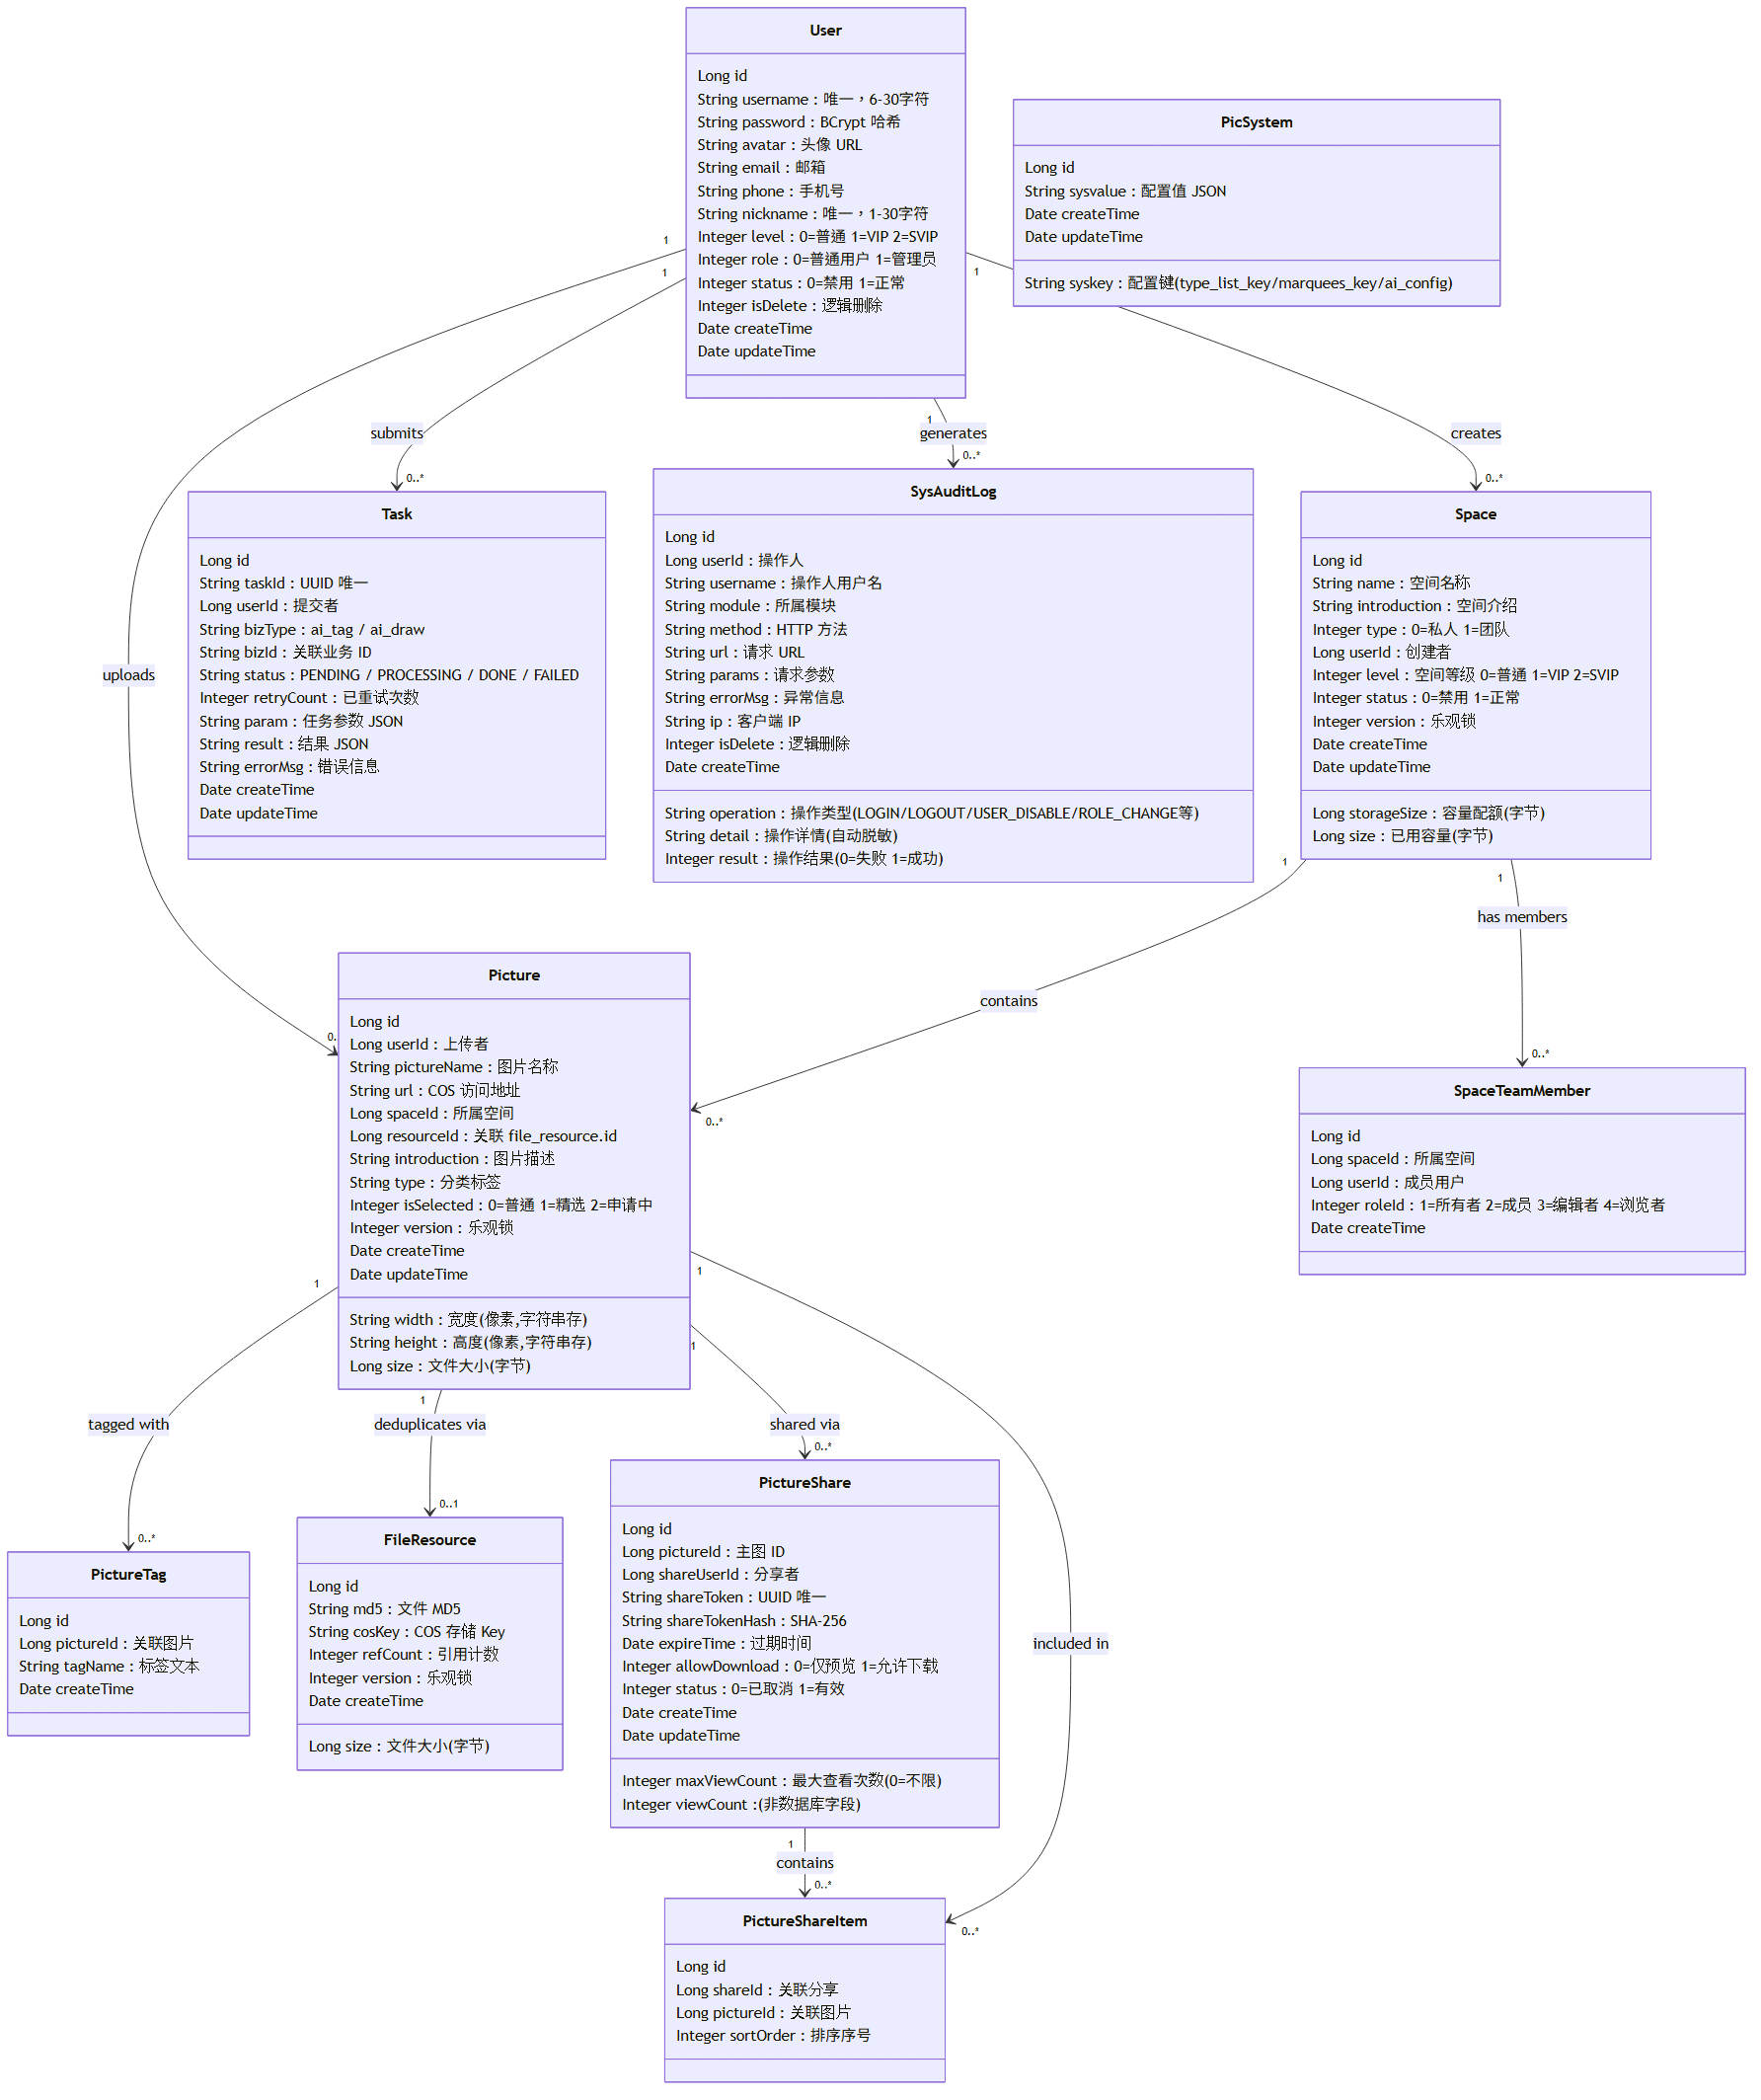 User
Long id
String username : 唯一，6-30字符
String password : BCrypt 哈希
String avatar : 头像 URL
String email : 邮箱
String phone : 手机号
String nickname : 唯一，1-30字符
Integer level : 0=普通 1=VIP 2=SVIP
Integer role : 0=普通用户 1=管理员
Integer status : 0=禁用 1=正常
Integer isDelete : 逻辑删除
Date createTime
Date updateTime
PicSystem
Long id
String sysvalue : 配置值 JSON
Date createTime
Date updateTime
String syskey : 配置键(type_list_key/marquees_key/ai_config)
1
1
1
1
submits
generates
creates
0..*
0..*
0..*
Task
Long id
String taskId : UUID 唯一
Long userId : 提交者
String bizType : ai_tag / ai_draw
String bizId : 关联业务 ID
String status : PENDING / PROCESSING / DONE / FAILED
Integer retryCount : 已重试次数
String param : 任务参数 JSON
String result : 结果 JSON
String errorMsg : 错误信息
Date createTime
Date updateTime
SysAuditLog
Long id
Long userId : 操作人
String username : 操作人用户名
String module : 所属模块
String method : HTTP 方法
String url : 请求 URL
String params : 请求参数
String errorMsg : 异常信息
String ip : 客户端 IP
Integer isDelete : 逻辑删除
Date createTime
String operation : 操作类型(LOGIN/LOGOUT/USER_DISABLE/ROLE_CHANGE等)
String detail : 操作详情(自动脱敏)
Integer result : 操作结果(0=失败 1=成功)
Space
Long id
String name : 空间名称
String introduction : 空间介绍
Integer type : 0=私人 1=团队
Long userId : 创建者
Integer level : 空间等级 0=普通 1=VIP 2=SVIP
Integer status : 0=禁用 1=正常
Integer version : 乐观锁
Date createTime
Date updateTime
Long storageSize : 容量配额(字节)
Long size : 已用容量(字节)
uploads
1
1
has members
contains
0..
0..*
0..*
Picture
Long id
Long userId : 上传者
String pictureName : 图片名称
String url : COS 访问地址
Long spaceId : 所属空间
Long resourceId : 关联 file_resource.id
String introduction : 图片描述
String type : 分类标签
Integer isSelected : 0=普通 1=精选 2=申请中
Integer version : 乐观锁
Date createTime
Date updateTime
String width : 宽度(像素,字符串存)
String height : 高度(像素,字符串存)
Long size : 文件大小(字节)
SpaceTeamMember
Long id
Long spaceId : 所属空间
Long userId : 成员用户
Integer roleId : 1=所有者 2=成员 3=编辑者 4=浏览者
Date createTime
1
1
1
1
tagged with
deduplicates via
shared via
included in
0..*
0..1
0..*
0..*
PictureTag
Long id
Long pictureId : 关联图片
String tagName : 标签文本
Date createTime
FileResource
Long id
String md5 : 文件 MD5
String cosKey : COS 存储 Key
Integer refCount : 引用计数
Integer version : 乐观锁
Date createTime
Long size : 文件大小(字节)
PictureShare
Long id
Long pictureId : 主图 ID
Long shareUserId : 分享者
String shareToken : UUID 唯一
String shareTokenHash : SHA-256
Date expireTime : 过期时间
Integer allowDownload : 0=仅预览 1=允许下载
Integer status : 0=已取消 1=有效
Date createTime
Date updateTime
Integer maxViewCount : 最大查看次数(0=不限)
Integer viewCount :(非数据库字段)
1
contains
0..*
PictureShareItem
Long id
Long shareId : 关联分享
Long pictureId : 关联图片
Integer sortOrder : 排序序号